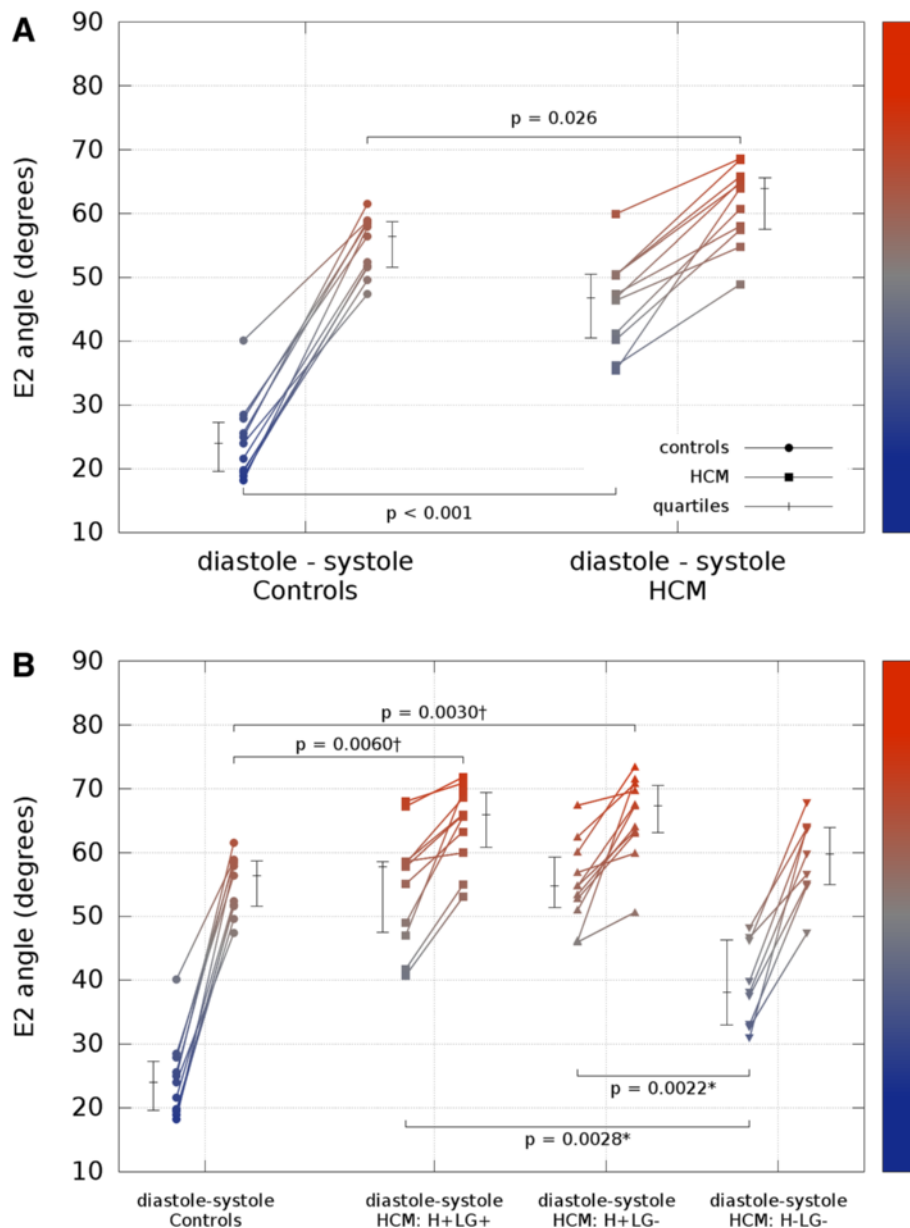 A
90
80
70
60
50
40
30
20
10
E2 angle (degrees)
p = 0.026
controls
HCM
quartiles
p < 0.001
diastole - systole
Controls
diastole - systole
HCM
B
90
80
70
60
50
40
30
20
10
E2 angle (degrees)
p = 0.0030†
p = 0.0060†
p = 0.0022*
p = 0.0028*
diastole-systole
Controls
diastole-systole
HCM: H+LG+
diastole-systole
HCM: H+LG-
diastole-systole
HCM: H-LG-